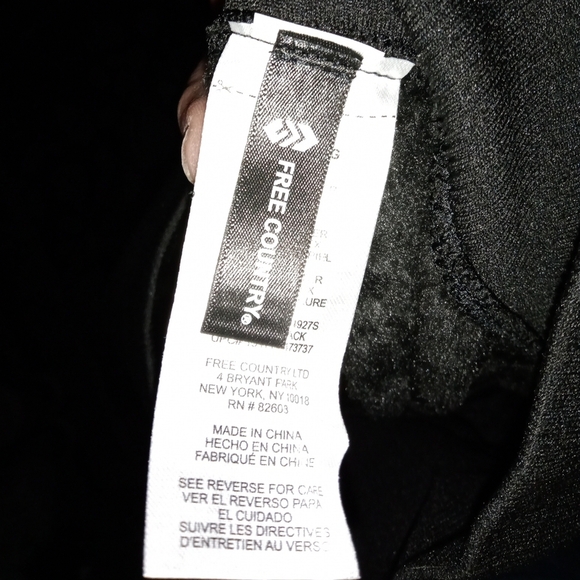 FREE COUNTRY
1927S
73737
FREE COUNTRY LTD
4 BRYANT PARK
NEW YORK, NY 10018
RN # 82603
MADE IN CHINA
HECHO EN CHINA
FABRIQUÉ EN CHINE
SEE REVERSE FOR CARE
VER EL REVERSO PARA
EL CUIDADO
SUIVRE LES DIRECTIVES
D'ENTRETIEN AU VERSO